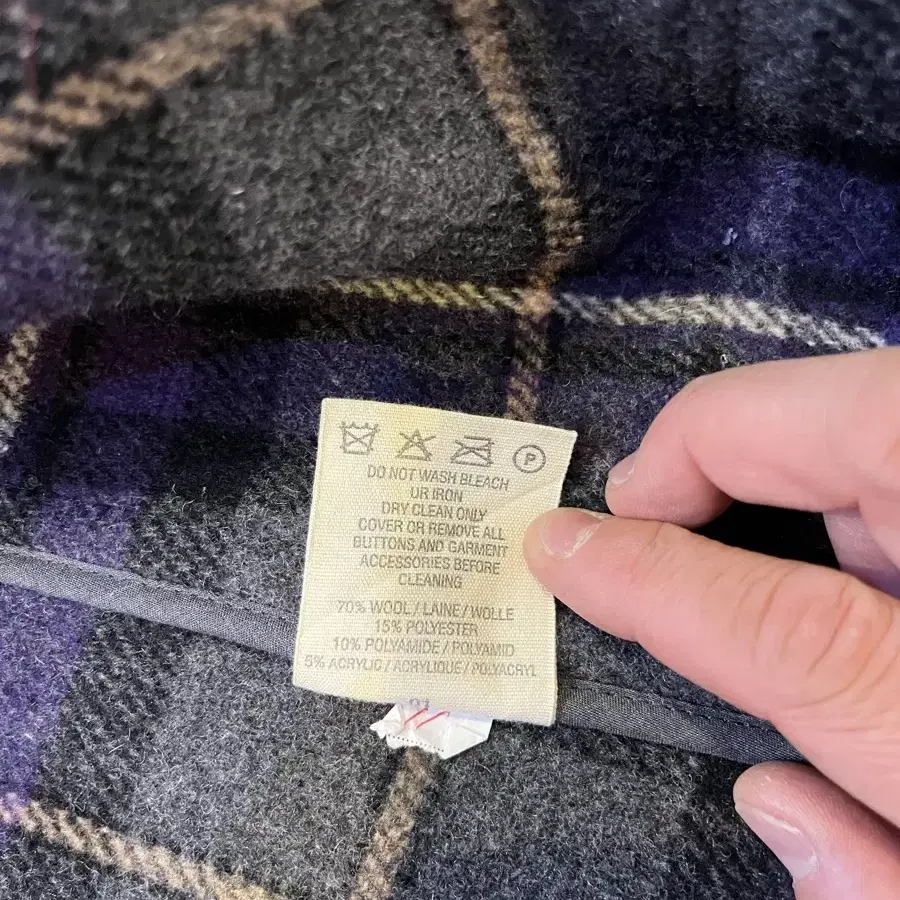 P
DO NOT WASH BLEACH
UR IRON
DRY CLEAN ONLY
COVER OR REMOVE ALL
BUTTONS AND GARMENT
ACCESSORIES BEFORE
CLEANING
70% WOOL / LAINE / WOLLE
15% POLYESTER
10% POLYAMIDE / POLYAMID
5% ACRYLIC / ACRYLIQUE / POLYACRYL